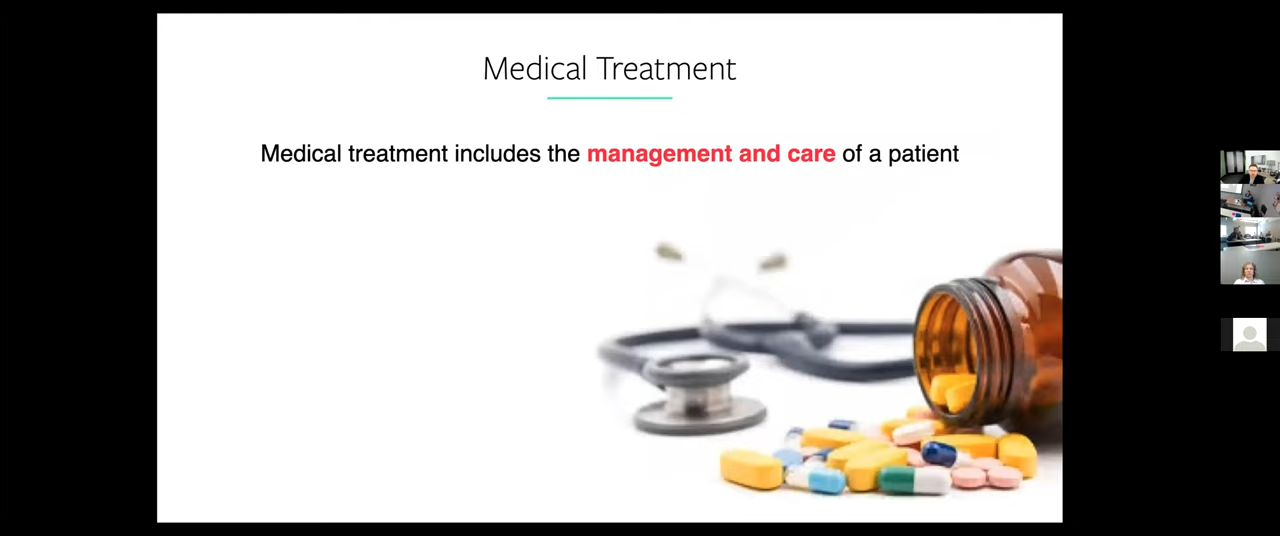 Medical Treatment
Medical treatment includes the management and care of a patient